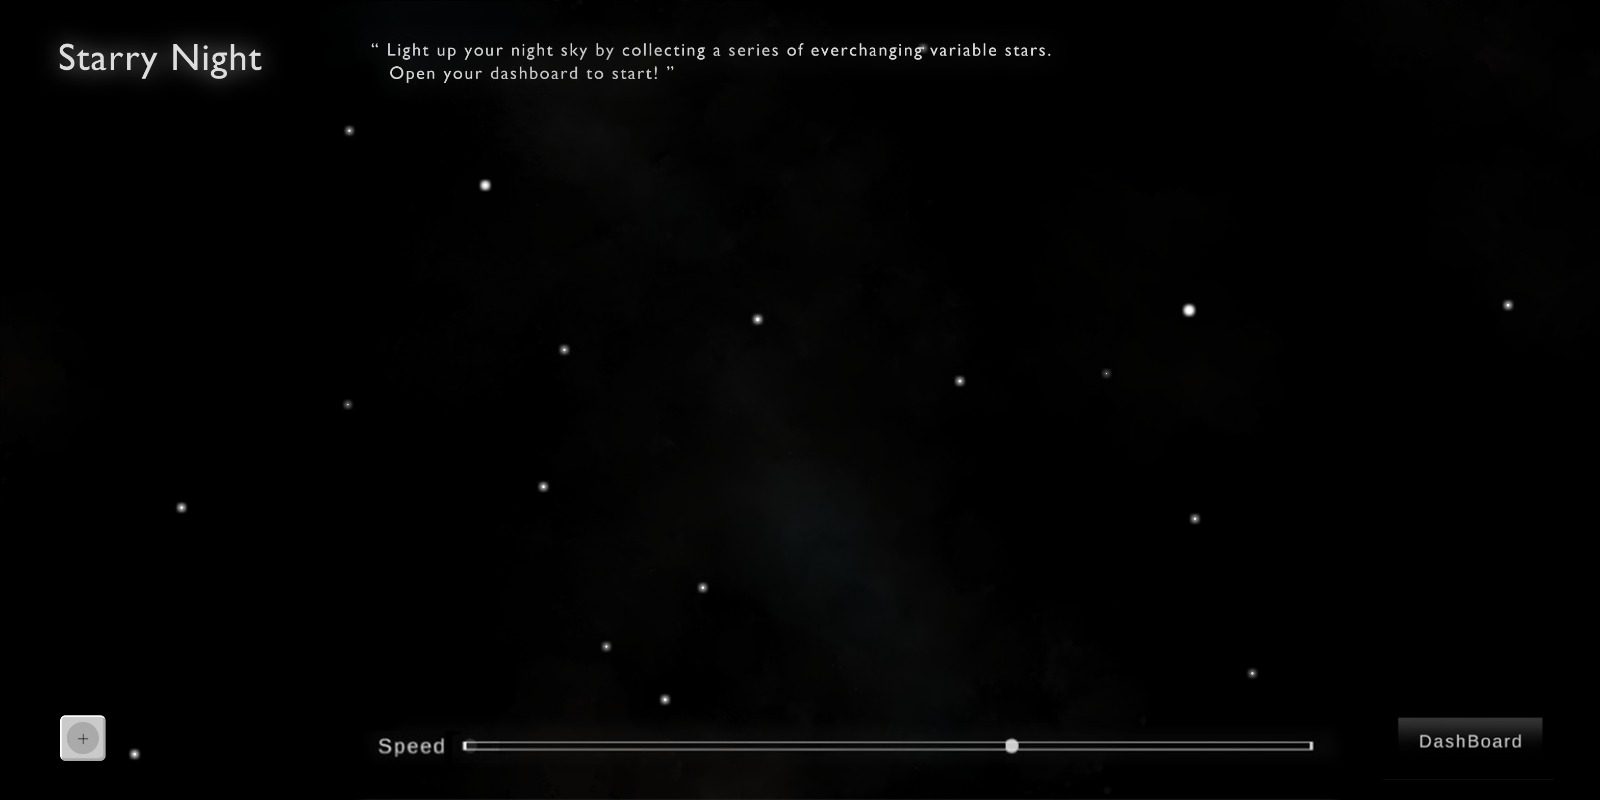 Starry Night
“ Light up your night sky by collecting a series of everchanging variable stars.
Open your dashboard to start! ”
+
Speed
DashBoard